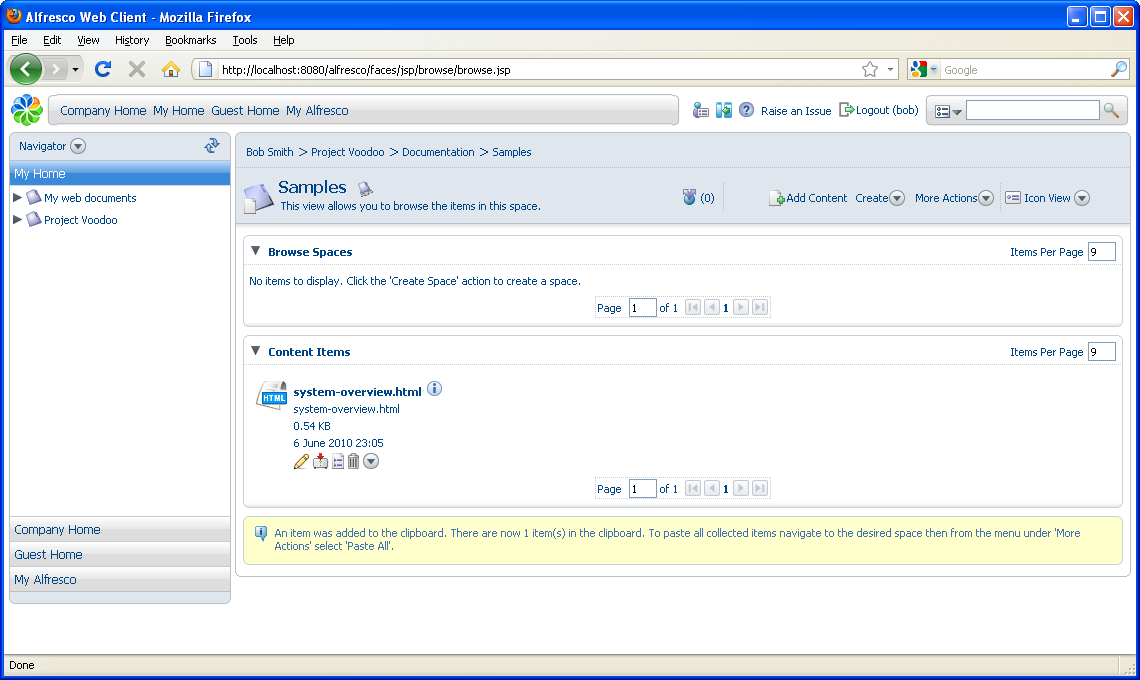 Alfresco Web Client - Mozilla Firefox
File Edit View History Bookmarks Tools Help
http://localhost:8080/alfresco/faces/jsp/browse/browse.jsp Google
Company Home My Home Guest Home My Alfresco Raise an Issue Logout (bob)
Navigator
My Home
My web documents
Project Voodoo
Company Home
Guest Home
My Alfresco
Bob Smith > Project Voodoo > Documentation > Samples
Samples
This view allows you to browse the items in this space.
(0) Add Content Create More Actions Icon View
Browse Spaces Items Per Page 9
No items to display. Click the 'Create Space' action to create a space.
Page 1 of 1 1
Content Items Items Per Page 9
HTML
system-overview.html
system-overview.html
0.54 KB
6 June 2010 23:05
Page 1 of 1 1
An item was added to the clipboard. There are now 1 item(s) in the clipboard. To paste all collected items navigate to the desired space then from the menu under 'More
Actions' select 'Paste All'.
Done